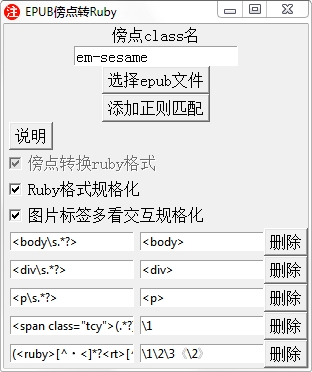 注 EPUB傍点转Ruby
傍点class名
em-sesame
选择epub文件
添加正则匹配
说明
傍点转换ruby格式
Ruby格式规格化
图片标签多看交互规格化
<body\s.*?> <body> 删除
<div\s.*?> <div> 删除
<p\s.*?> <p> 删除
<span class="tcy">(.*? \1 删除
(<ruby>[^・<]*?<rt>[^ \1\2\3《\2》 删除